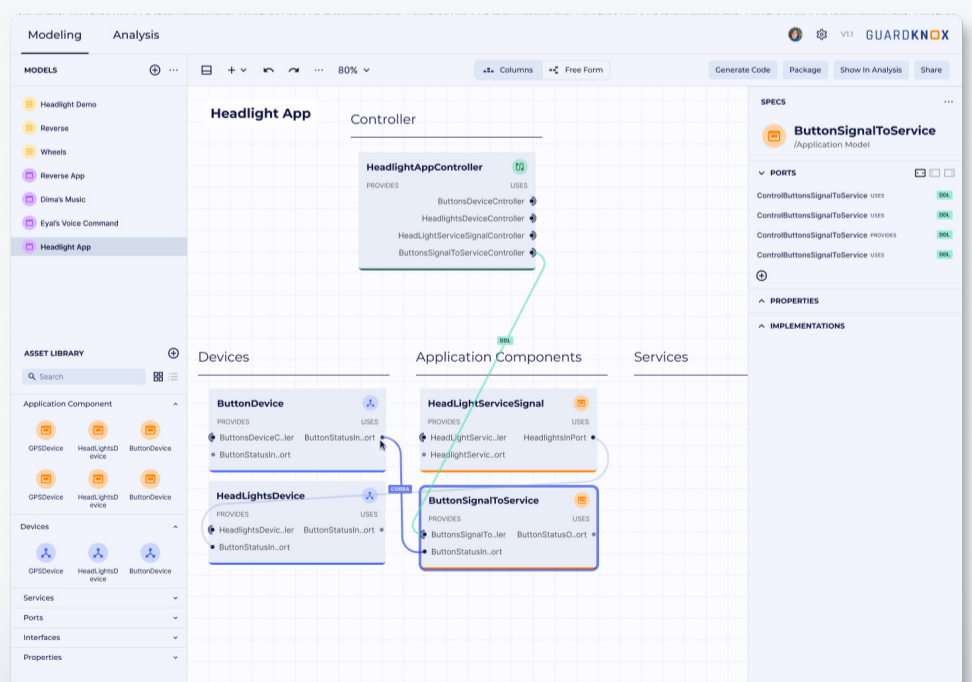 Modeling
Analysis
V1.1
GUARDKNOX
MODELS
80%
Columns
Free Form
Generate Code
Package
Show In Analysis
Share
Headlight Demo
Reverse
Wheels
Reverse App
Dima's Music
Eyal's Voice Command
Headlight App
ASSET LIBRARY
Search
Application Component
GPSDevice
HeadLightsD
evice
ButtonDevice
GPSDevice
HeadLightsD
evice
ButtonDevice
Devices
GPSDevice
HeadLightsD
evice
ButtonDevice
Services
Ports
Interfaces
Properties
Headlight App
Controller
HeadlightAppController
PROVIDES
USES
ButtonsDeviceCntroller
HeadlightsDeviceController
HeadLightServiceSignalController
ButtonsSignalToServiceController
DDL
Devices
Application Components
Services
ButtonDevice
PROVIDES
USES
ButtonsDeviceC..ler
ButtonStatusIn..ort
ButtonStatusIn..ort
HeadLightServiceSignal
PROVIDES
USES
HeadLightServic..ler
HeadlightsInPort
HeadlightServic..ort
CORBA
HeadLightsDevice
PROVIDES
USES
HeadlightsDevic..ler
ButtonStatusIn..ort
ButtonStatusIn..ort
ButtonSignalToService
PROVIDES
USES
ButtonsSignalTo..ler
ButtonStatusO..ort
ButtonStatusIn..ort
SPECS
ButtonSignalToService
/Application Model
PORTS
ControlButtonsSignalToService USES DDL
ControlButtonsSignalToService USES DDL
ControlButtonsSignalToService PROVIDES DDL
ControlButtonsSignalToService USES DDL
PROPERTIES
IMPLEMENTATIONS